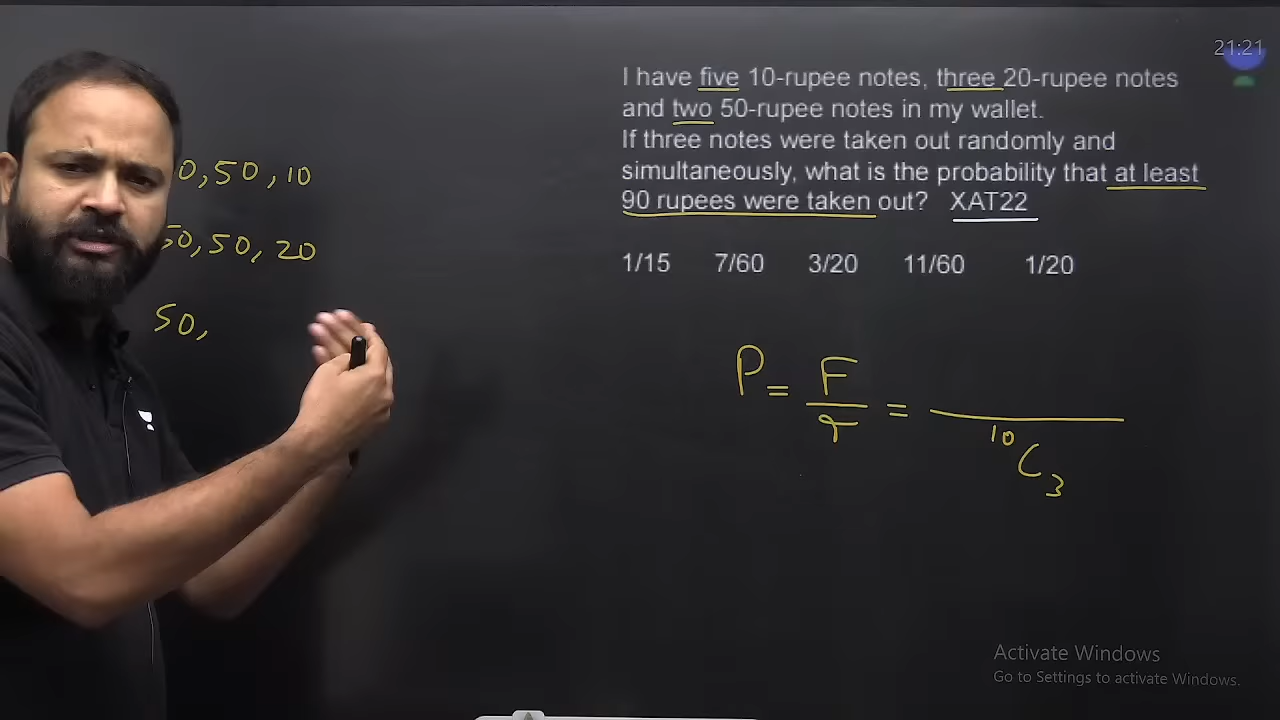 21:21
I have five 10-rupee notes, three 20-rupee notes
and two 50-rupee notes in my wallet.
If three notes were taken out randomly and
simultaneously, what is the probability that at least
90 rupees were taken out? XAT22
1/15 7/60 3/20 11/60 1/20
0, 50, 10
50, 50, 20
50,
P = F/T = /¹⁰C₃
Activate Windows
Go to Settings to activate Windows.